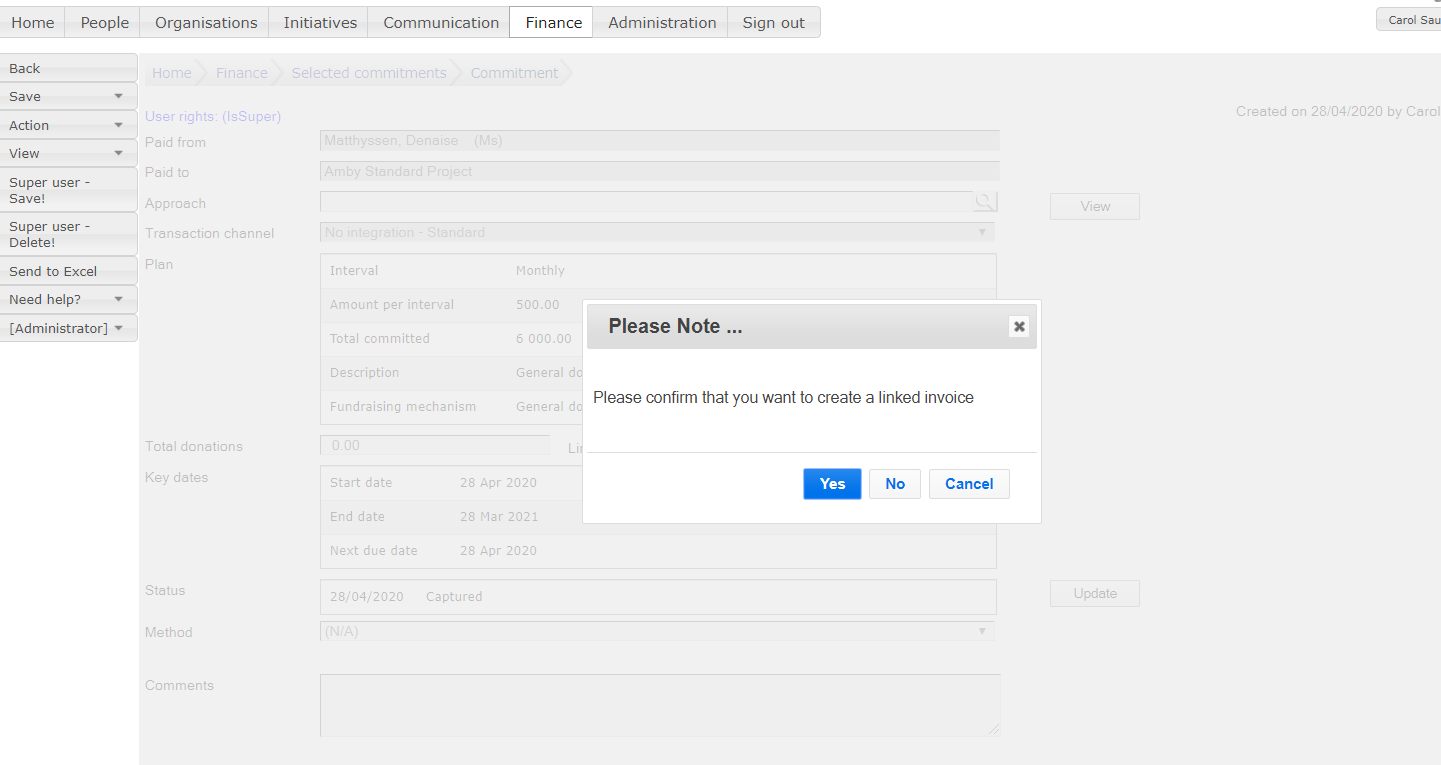 Home People Organisations Initiatives Communication Finance Administration Sign out
Carol Sau
Back
Save
Action
View
Super user -
Save!
Super user -
Delete!
Send to Excel
Need help?
[Administrator]
Home Finance Selected commitments Commitment
User rights: (IsSuper)
Created on 28/04/2020 by Carol
Paid from Matthyssen, Denaise (Ms)
Paid to Amby Standard Project
Approach
View
Transaction channel No integration - Standard
Plan
Interval Monthly
Amount per interval 500.00
Total committed 6 000.00
Description General do
Fundraising mechanism General do
Total donations 0.00 Lin
Key dates
Start date 28 Apr 2020
End date 28 Mar 2021
Next due date 28 Apr 2020
Status 28/04/2020 Captured
Update
Method (N/A)
Comments
Please Note ...
Please confirm that you want to create a linked invoice
Yes No Cancel